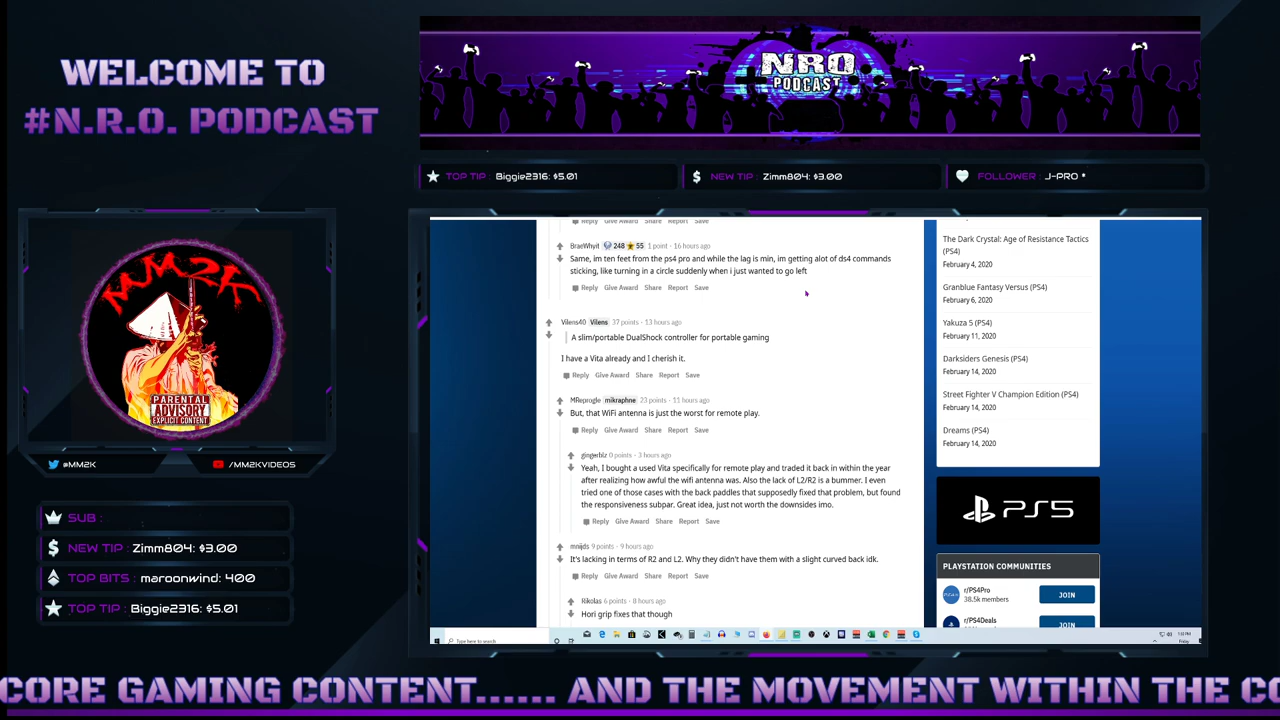 WELCOME TO
#N.R.O. PODCAST
NRO
PODCAST
TOP TIP : Biggie2316: $5.01
NEW TIP : Zimm804: $3.00
FOLLOWER : J-PRO *
MM2K
PARENTAL
ADVISORY
EXPLICIT CONTENT
@MM2K
/MM2KVIDEOS
SUB :
NEW TIP : Zimm804: $3.00
TOP BITS : maroonwind: 400
TOP TIP : Biggie2316: $5.01
Reply Give Award Share Report Save
BraeWhyit 248 55 1 point · 16 hours ago
Same, im ten feet from the ps4 pro and while the lag is min, im getting alot of ds4 commands
sticking, like turning in a circle suddenly when i just wanted to go left
Reply Give Award Share Report Save
Vilens40 Vilens 37 points · 13 hours ago
A slim/portable DualShock controller for portable gaming
I have a Vita already and I cherish it.
Reply Give Award Share Report Save
MReprogle mikraphne 23 points · 11 hours ago
But, that WiFi antenna is just the worst for remote play.
Reply Give Award Share Report Save
gingerbiz 0 points · 3 hours ago
Yeah, I bought a used Vita specifically for remote play and traded it back in within the year
after realizing how awful the wifi antenna was. Also the lack of L2/R2 is a bummer. I even
tried one of those cases with the back paddles that supposedly fixed that problem, but found
the responsiveness subpar. Great idea, just not worth the downsides imo.
Reply Give Award Share Report Save
mnijds 9 points · 9 hours ago
It's lacking in terms of R2 and L2. Why they didn't have them with a slight curved back idk.
Reply Give Award Share Report Save
Rikolas 6 points · 8 hours ago
Hori grip fixes that though
The Dark Crystal: Age of Resistance Tactics
(PS4)
February 4, 2020
Granblue Fantasy Versus (PS4)
February 6, 2020
Yakuza 5 (PS4)
February 11, 2020
Darksiders Genesis (PS4)
February 14, 2020
Street Fighter V Champion Edition (PS4)
February 14, 2020
Dreams (PS4)
February 14, 2020
PS5
PLAYSTATION COMMUNITIES
r/PS4Pro
38.5k members
JOIN
r/PS4Deals
JOIN
Type here to search
Friday
CORE GAMING CONTENT...... AND THE MOVEMENT WITHIN THE CO